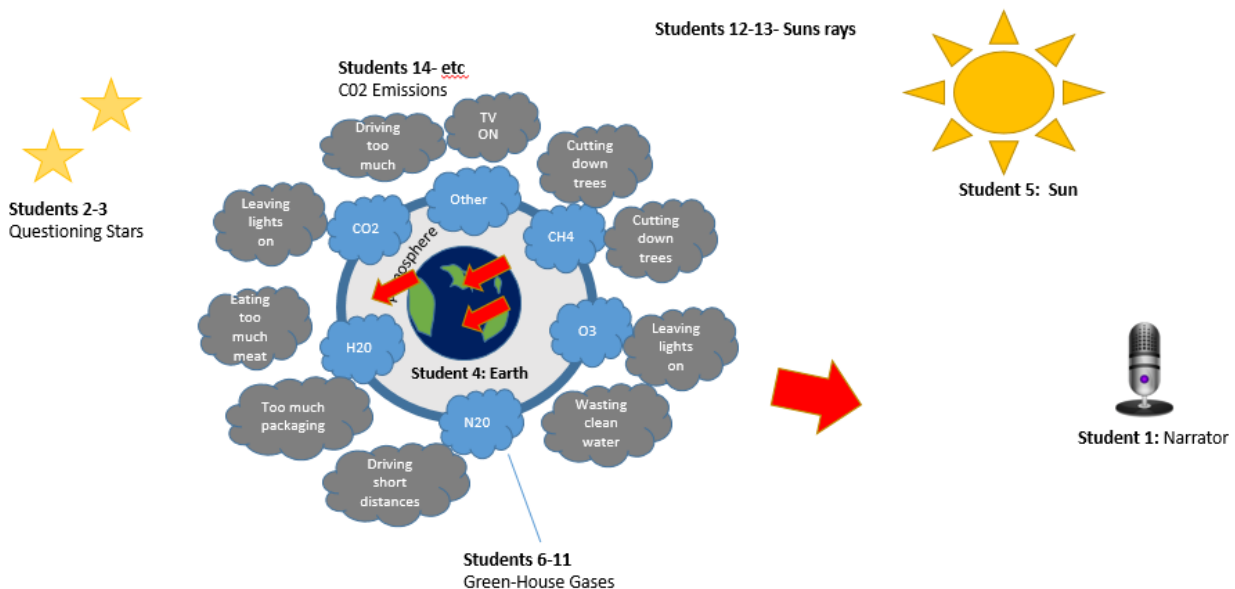 Students 12-13- Suns rays
Students 14- etc
C02 Emissions
Driving
too
much
TV
ON
Cutting
down
trees
Student 5: Sun
Students 2-3
Questioning Stars
Leaving
lights
on
CO2
Other
CH4
Cutting
down
trees
Atmosphere
Eating
too
much
meat
H20
O3
Leaving
lights
on
Student 4: Earth
Too much
packaging
N20
Wasting
clean
water
Student 1: Narrator
Driving
short
distances
Students 6-11
Green-House Gases